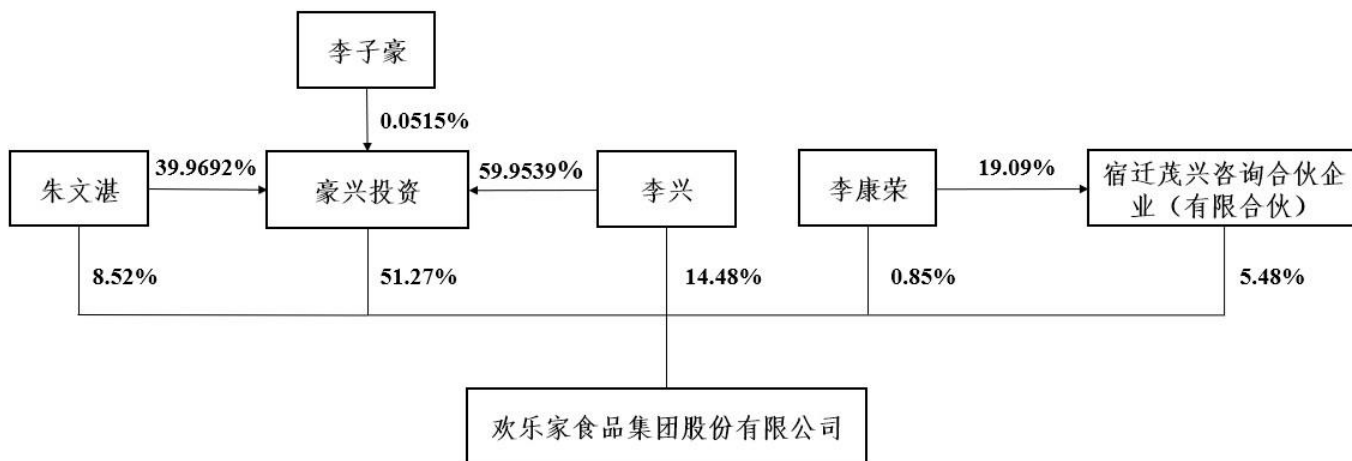 李子豪
0.0515%
朱文湛
39.9692%
豪兴投资
59.9539%
李兴
李康荣
19.09%
宿迁茂兴咨询合伙企
业（有限合伙）
8.52%
51.27%
14.48%
0.85%
5.48%
欢乐家食品集团股份有限公司